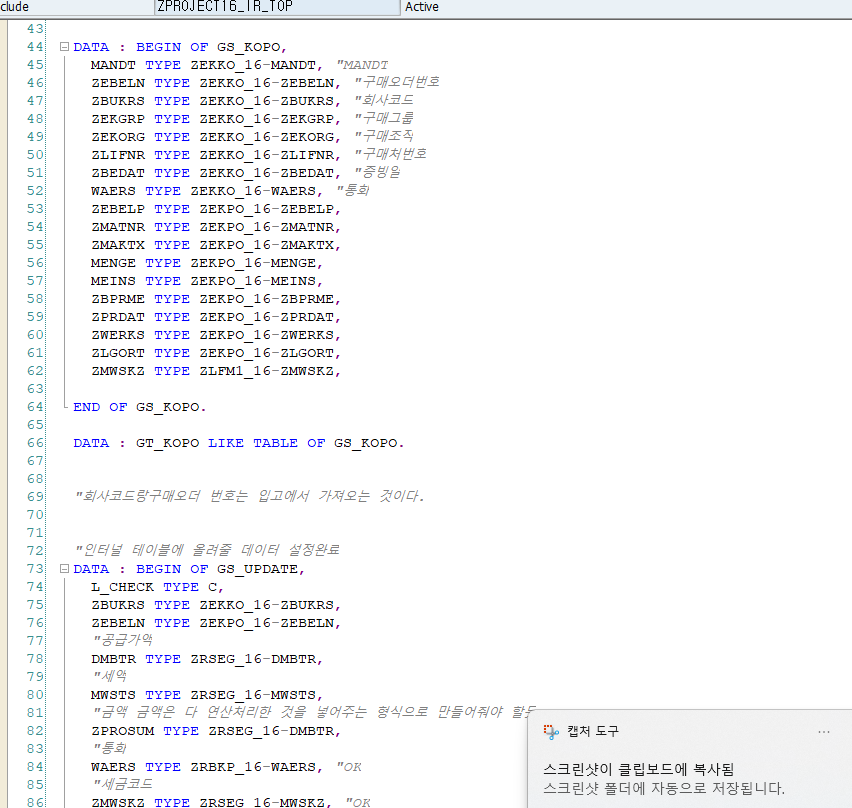 clude ZPROJECT16_IR_TOP Active
43
44 DATA : BEGIN OF GS_KOPO,
45 MANDT TYPE ZEKKO_16-MANDT, "MANDT
46 ZEBELN TYPE ZEKKO_16-ZEBELN, "구매오더번호
47 ZBUKRS TYPE ZEKKO_16-ZBUKRS, "회사코드
48 ZEKGRP TYPE ZEKKO_16-ZEKGRP, "구매그룹
49 ZEKORG TYPE ZEKKO_16-ZEKORG, "구매조직
50 ZLIFNR TYPE ZEKKO_16-ZLIFNR, "구매처번호
51 ZBEDAT TYPE ZEKKO_16-ZBEDAT, "증빙일
52 WAERS TYPE ZEKKO_16-WAERS, "통화
53 ZEBELP TYPE ZEKPO_16-ZEBELP,
54 ZMATNR TYPE ZEKPO_16-ZMATNR,
55 ZMAKTX TYPE ZEKPO_16-ZMAKTX,
56 MENGE TYPE ZEKPO_16-MENGE,
57 MEINS TYPE ZEKPO_16-MEINS,
58 ZBPRME TYPE ZEKPO_16-ZBPRME,
59 ZPRDAT TYPE ZEKPO_16-ZPRDAT,
60 ZWERKS TYPE ZEKPO_16-ZWERKS,
61 ZLGORT TYPE ZEKPO_16-ZLGORT,
62 ZMWSKZ TYPE ZLFM1_16-ZMWSKZ,
63
64 END OF GS_KOPO.
65
66 DATA : GT_KOPO LIKE TABLE OF GS_KOPO.
67
68
69 "회사코드랑구매오더 번호는 입고에서 가져오는 것이다.
70
71
72 "인터널 테이블에 올려줄 데이터 설정완료
73 DATA : BEGIN OF GS_UPDATE,
74 L_CHECK TYPE C,
75 ZBUKRS TYPE ZEKKO_16-ZBUKRS,
76 ZEBELN TYPE ZEKPO_16-ZEBELN,
77 "공급가액
78 DMBTR TYPE ZRSEG_16-DMBTR,
79 "세액
80 MWSTS TYPE ZRSEG_16-MWSTS,
81 "금액 금액은 다 연산처리한 것을 넣어주는 형식으로 만들어줘야 할듯
82 ZPROSUM TYPE ZRSEG_16-DMBTR,
83 "통화
84 WAERS TYPE ZRBKP_16-WAERS, "OK
85 "세금코드
86 ZMWSKZ TYPE ZRSEG_16-MWSKZ, "OK
캡처 도구 ...
스크린샷이 클립보드에 복사됨
스크린샷 폴더에 자동으로 저장됩니다.